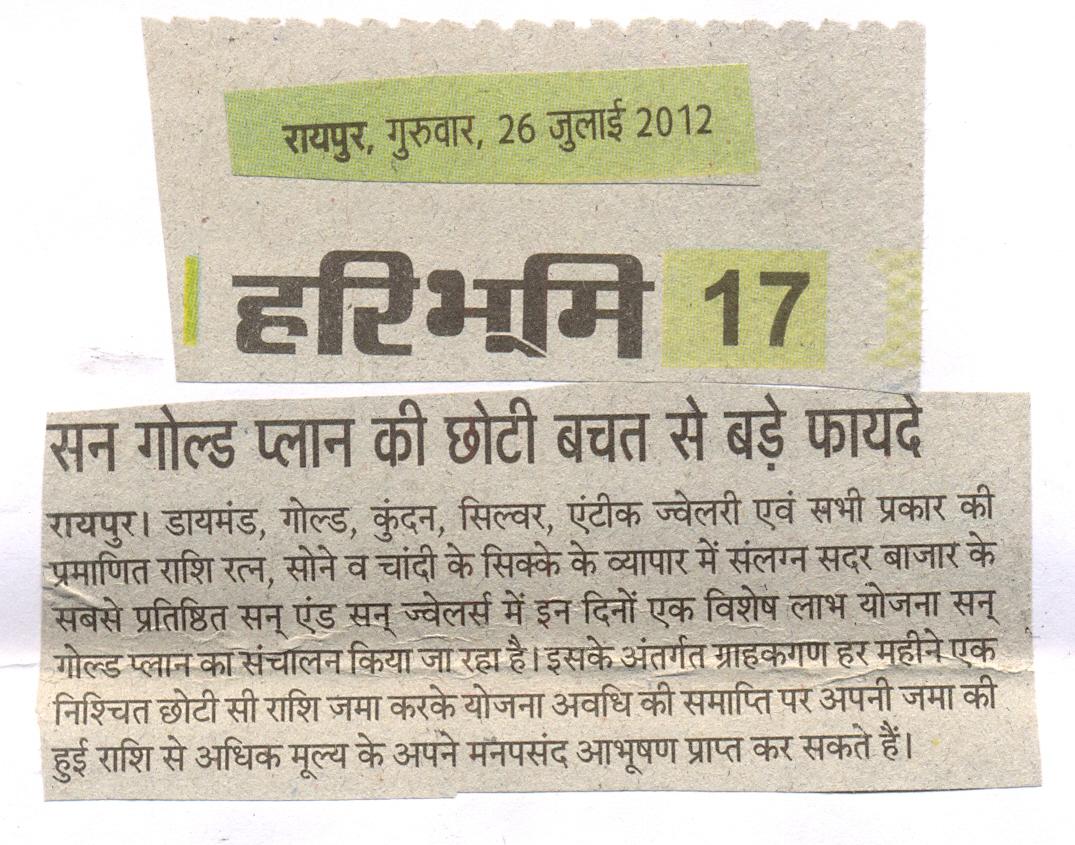 रायपुर, गुरुवार, 26 जुलाई 2012
हरिभूमि 17
सन गोल्ड प्लान की छोटी बचत से बड़े फायदे
रायपुर। डायमंड, गोल्ड, कुंदन, सिल्वर, एंटीक ज्वेलरी एवं सभी प्रकार की
प्रमाणित राशि रत्न, सोने व चांदी के सिक्के के व्यापार में संलग्न सदर बाजार के
सबसे प्रतिष्ठित सन् एंड सन् ज्वेलर्स में इन दिनों एक विशेष लाभ योजना सन्
गोल्ड प्लान का संचालन किया जा रहा है। इसके अंतर्गत ग्राहकगण हर महीने एक
निश्चित छोटी सी राशि जमा करके योजना अवधि की समाप्ति पर अपनी जमा की
हुई राशि से अधिक मूल्य के अपने मनपसंद आभूषण प्राप्त कर सकते हैं।